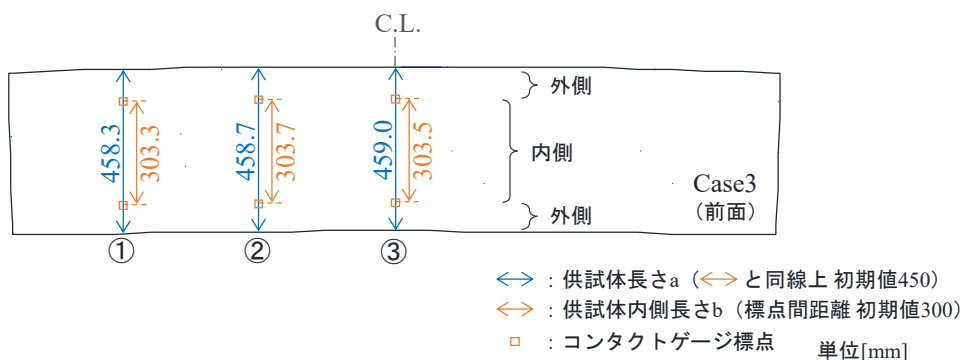 C.L.
外側
458.3
303.3
458.7
303.7
459.0
303.5
内側
Case3
（前面）
外側
① ② ③
：供試体長さa（ と同線上 初期値450）
：供試体内側長さb（標点間距離 初期値300）
：コンタクトゲージ標点 単位[mm]